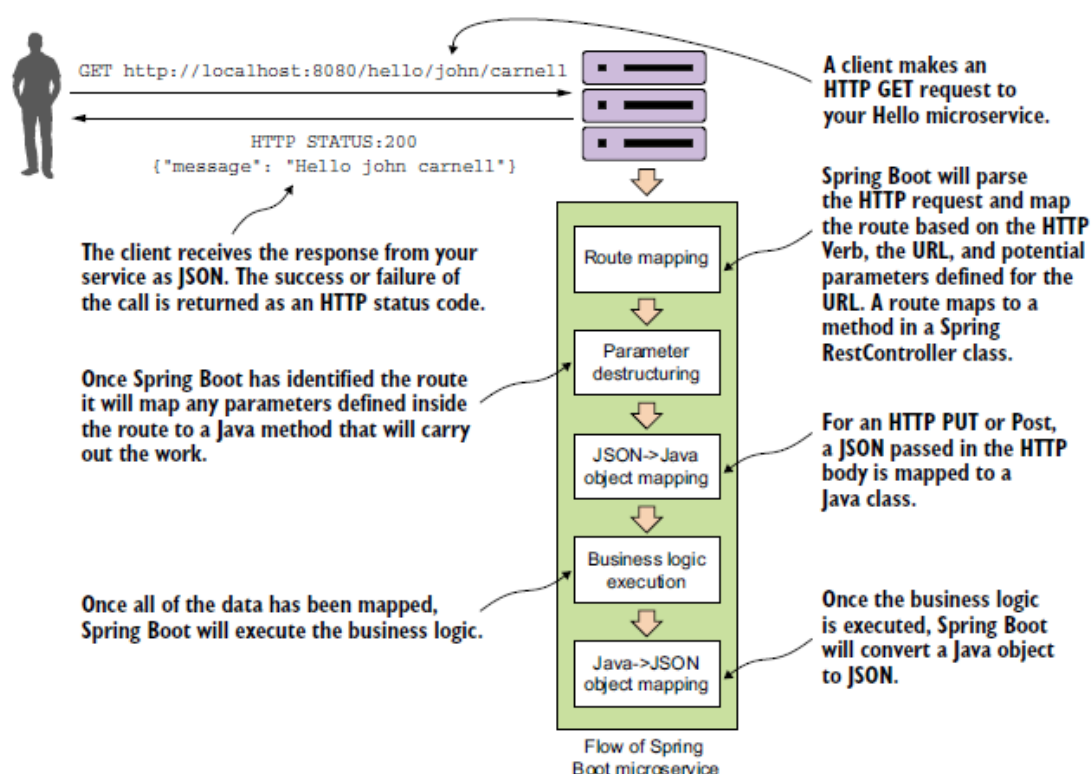 GET http://localhost:8080/hello/john/carnell
HTTP STATUS:200
{"message": "Hello john carnell"}
A client makes an
HTTP GET request to
your Hello microservice.
The client receives the response from your
service as JSON. The success or failure of
the call is returned as an HTTP status code.
Spring Boot will parse
the HTTP request and map
the route based on the HTTP
Verb, the URL, and potential
parameters defined for the
URL. A route maps to a
method in a Spring
RestController class.
Route mapping
Once Spring Boot has identified the route
it will map any parameters defined inside
the route to a Java method that will carry
out the work.
Parameter
destructuring
JSON->Java
object mapping
For an HTTP PUT or Post,
a JSON passed in the HTTP
body is mapped to a
Java class.
Once all of the data has been mapped,
Spring Boot will execute the business logic.
Business logic
execution
Java->JSON
object mapping
Once the business logic
is executed, Spring Boot
will convert a Java object
to JSON.
Flow of Spring
Boot microservice